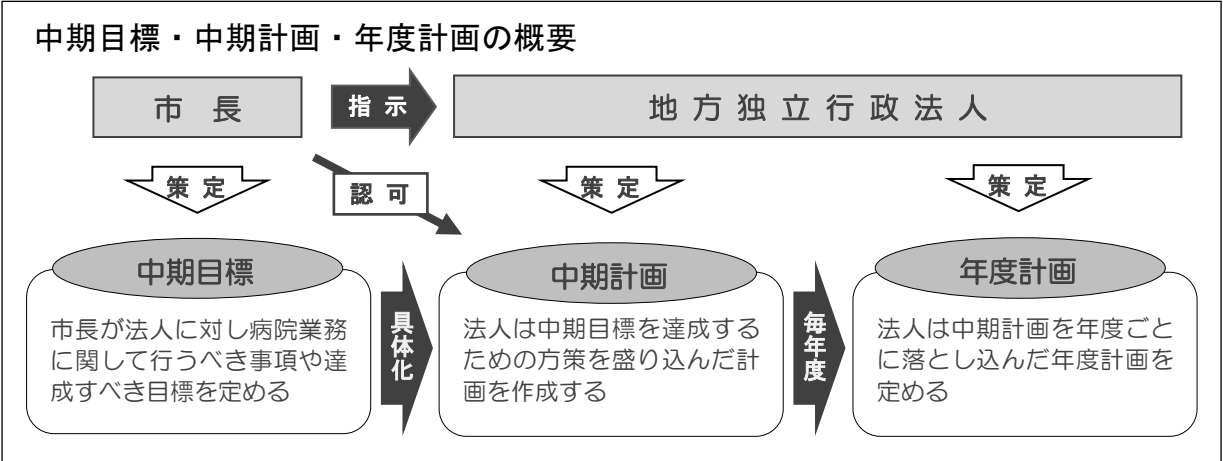 中期目標・中期計画・年度計画の概要
市長
指示
地方独立行政法人
策定
認可
策定
策定
中期目標
市長が法人に対し病院業務
に関して行うべき事項や達
成すべき目標を定める
具体化
中期計画
法人は中期目標を達成する
ための方策を盛り込んだ計
画を作成する
毎年度
年度計画
法人は中期計画を年度ごと
に落とし込んだ年度計画を
定める